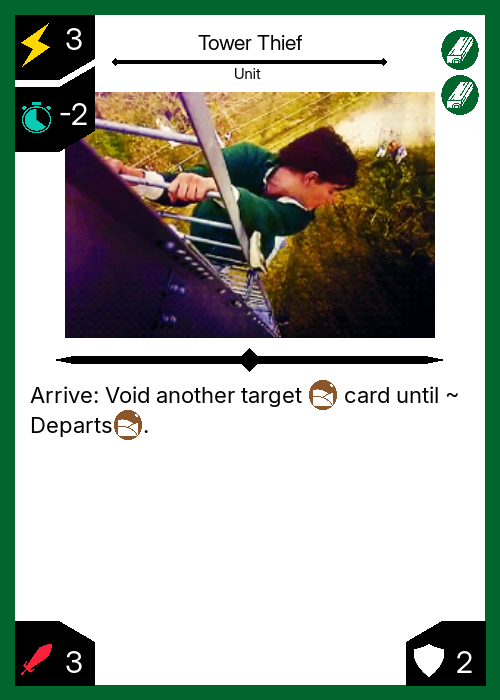 3
Tower Thief
Unit
-2
Arrive: Void another target card until ~
Departs.
3
2